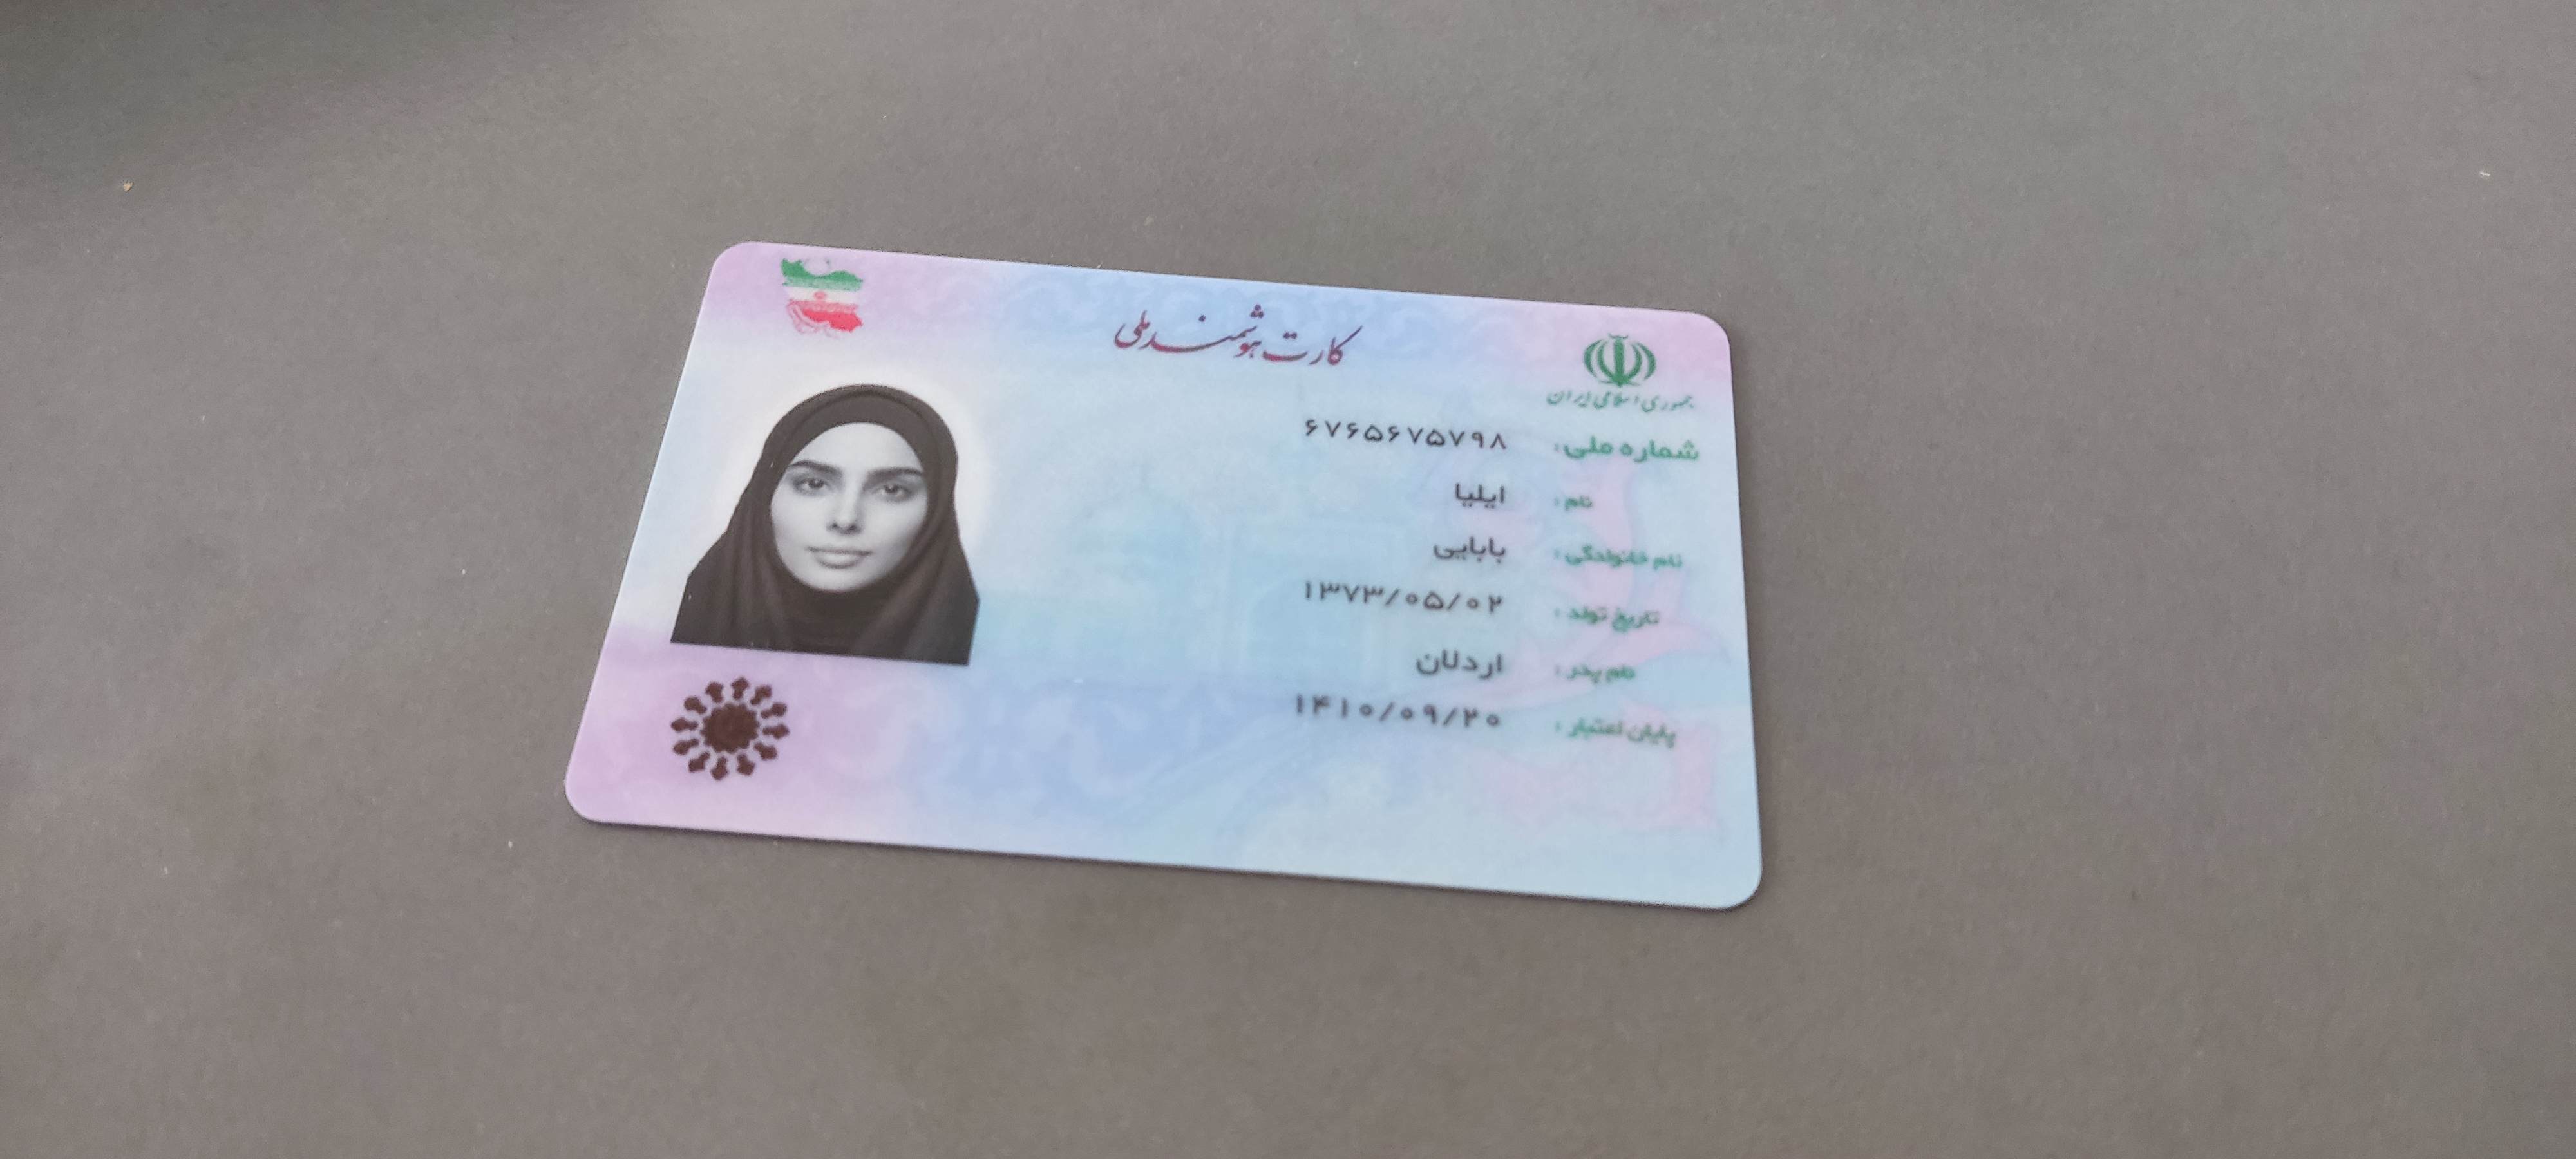 کارت هوشمند ملی
جمهوری اسلامی ایران
شماره ملی: ۶۷۶۵۶۷۵۷۹۸
نام: ایلیا
نام خانوادگی: بابایی
تاریخ تولد: ۱۳۷۳/۰۵/۰۲
نام پدر: اردلان
پایان اعتبار: ۱۴۱۰/۰۹/۲۰